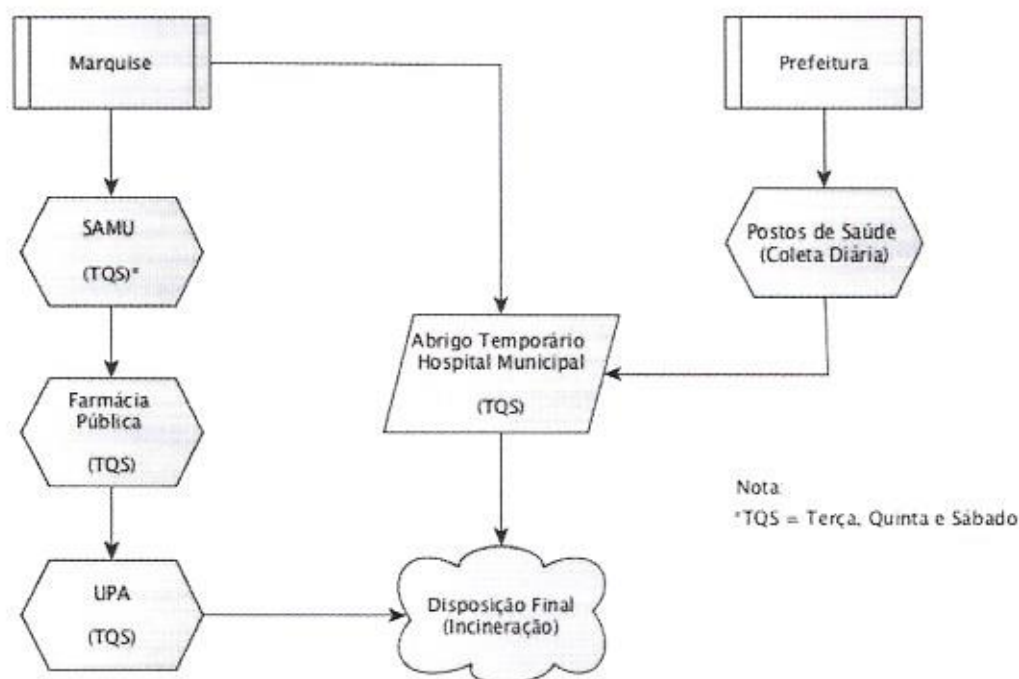 Marquise
Prefeitura
SAMU
(TQS)*
Postos de Saúde
(Coleta Diária)
Abrigo Temporário
Hospital Municipal
(TQS)
Farmácia
Pública
(TQS)
Nota
*TQS = Terça, Quinta e Sábado
UPA
(TQS)
Disposição Final
(Incineração)